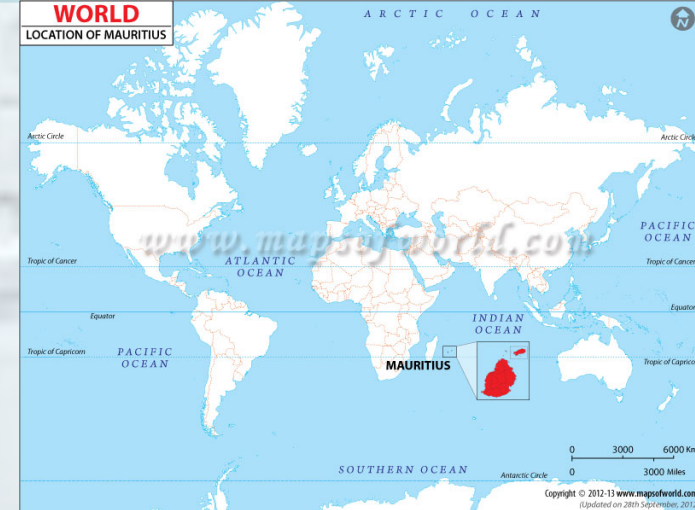 WORLD
LOCATION OF MAURITIUS
ARCTIC OCEAN
Arctic Circle
Arctic Circle
www.mapsofworld.com
PACIFIC
OCEAN
ATLANTIC
OCEAN
Tropic of Cancer
Tropic of Cancer
Equator
Equator
INDIAN
OCEAN
Tropic of Capricorn
Tropic of Caprico
PACIFIC
OCEAN
MAURITIUS
0 3000 6000 Km
0 3000 Miles
SOUTHERN OCEAN
Antarctic Circle
Copyright © 2012-13 www.mapsofworld.com
(Updated on 28th September, 2012